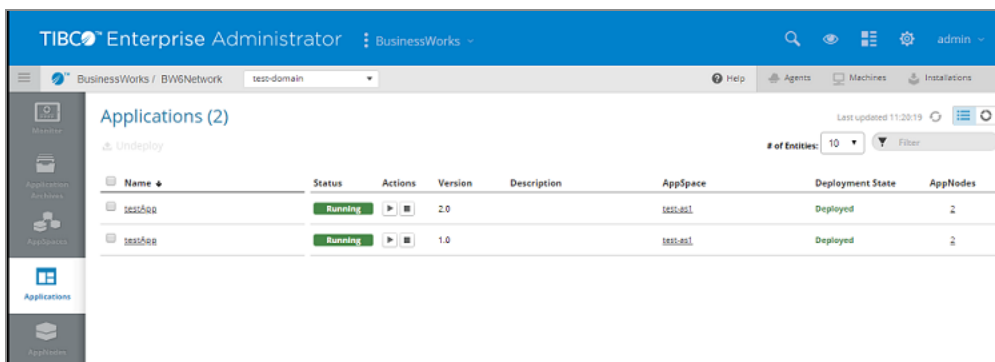 TIBCO™ Enterprise Administrator BusinessWorks admin
BusinessWorks / BW6Network test-domain Help Agents Machines Installations
Monitor
Application Archives
AppSpaces
Applications
AppNodes
Applications (2)
Last updated 11:20:19
Undeploy
# of Entities: 10 Filter
Name Status Actions Version Description AppSpace Deployment State AppNodes
testApp Running 2.0 test-as1 Deployed 2
testApp Running 1.0 test-as1 Deployed 2